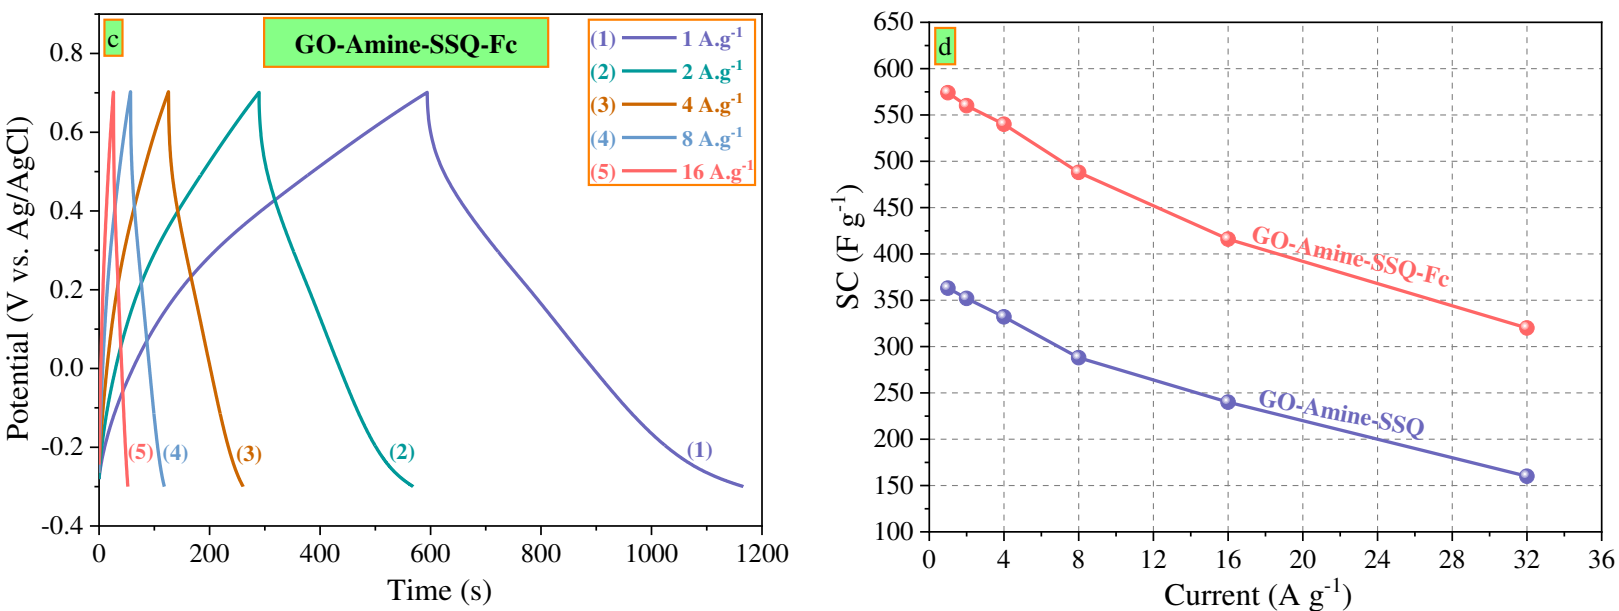 c
GO-Amine-SSQ-Fc
(1) 1 A.g⁻¹
(2) 2 A.g⁻¹
(3) 4 A.g⁻¹
(4) 8 A.g⁻¹
(5) 16 A.g⁻¹
0.8
0.6
0.4
0.2
0.0
-0.2
-0.4
Potential (V vs. Ag/AgCl)
(5)
(4)
(3)
(2)
(1)
0 200 400 600 800 1000 1200
Time (s)
d
650
600
550
500
450
400
350
300
250
200
150
100
SC (F g⁻¹)
GO-Amine-SSQ-Fc
GO-Amine-SSQ
0 4 8 12 16 20 24 28 32 36
Current (A g⁻¹)